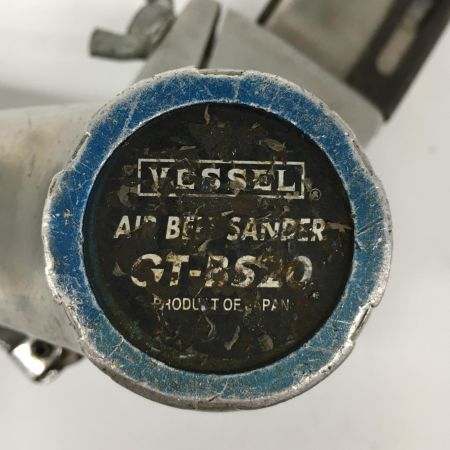 VESSEL®
AIR BELT SANDER
GT-BS20
PRODUCT OF JAPAN